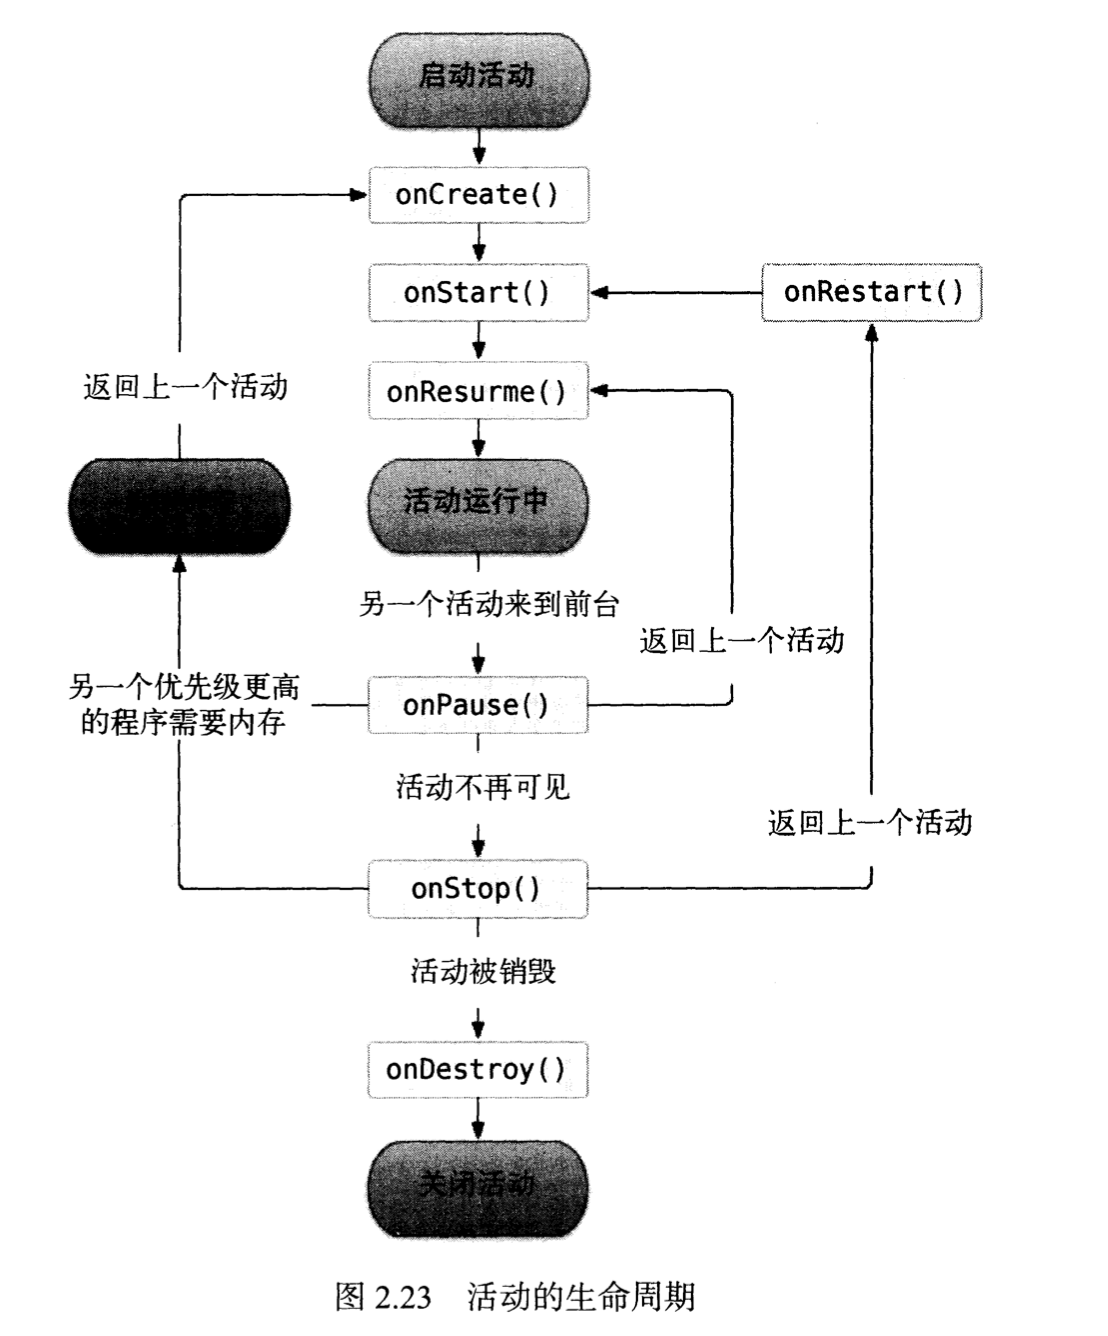 启动活动
onCreate()
onStart()
onRestart()
返回上一个活动
onResurme()
活动运行中
另一个活动来到前台
返回上一个活动
另一个优先级更高
的程序需要内存
onPause()
活动不再可见
返回上一个活动
onStop()
活动被销毁
onDestroy()
关闭活动
图 2.23 活动的生命周期